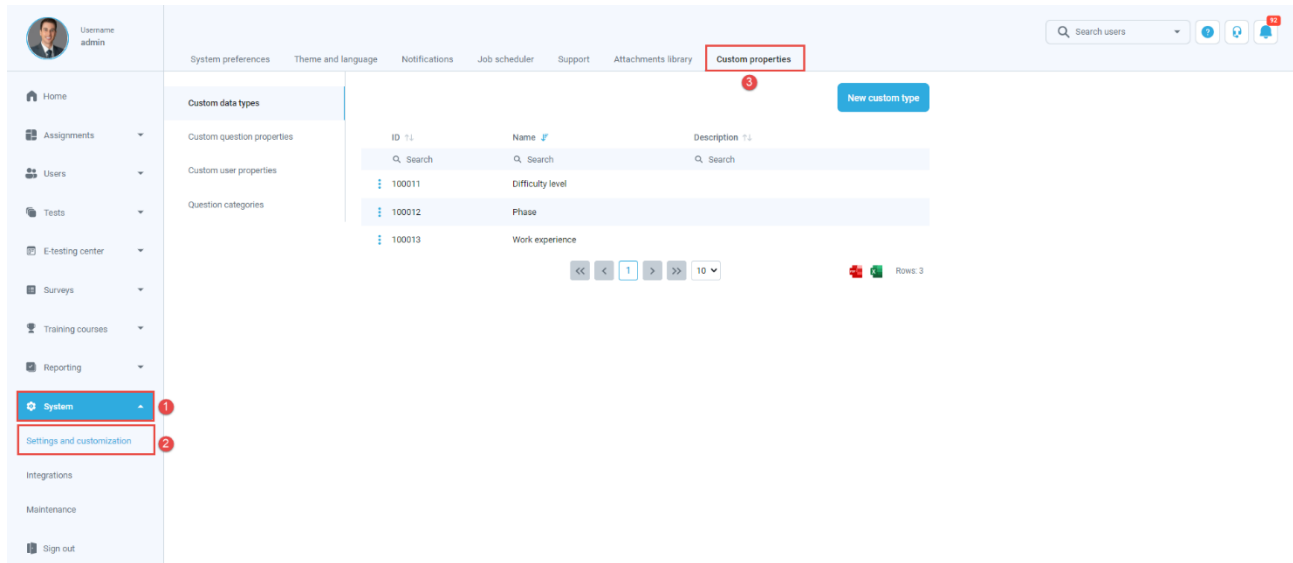 Username
admin
Search users
92
System preferences Theme and language Notifications Job scheduler Support Attachments library Custom properties
3
Home
Assignments
Users
Tests
E-testing center
Surveys
Training courses
Reporting
System
1
Settings and customization
2
Integrations
Maintenance
Sign out
Custom data types
Custom question properties
Custom user properties
Question categories
New custom type
ID Name Description
Search Search Search
100011 Difficulty level
100012 Phase
100013 Work experience
<< < 1 > >> 10
Rows: 3